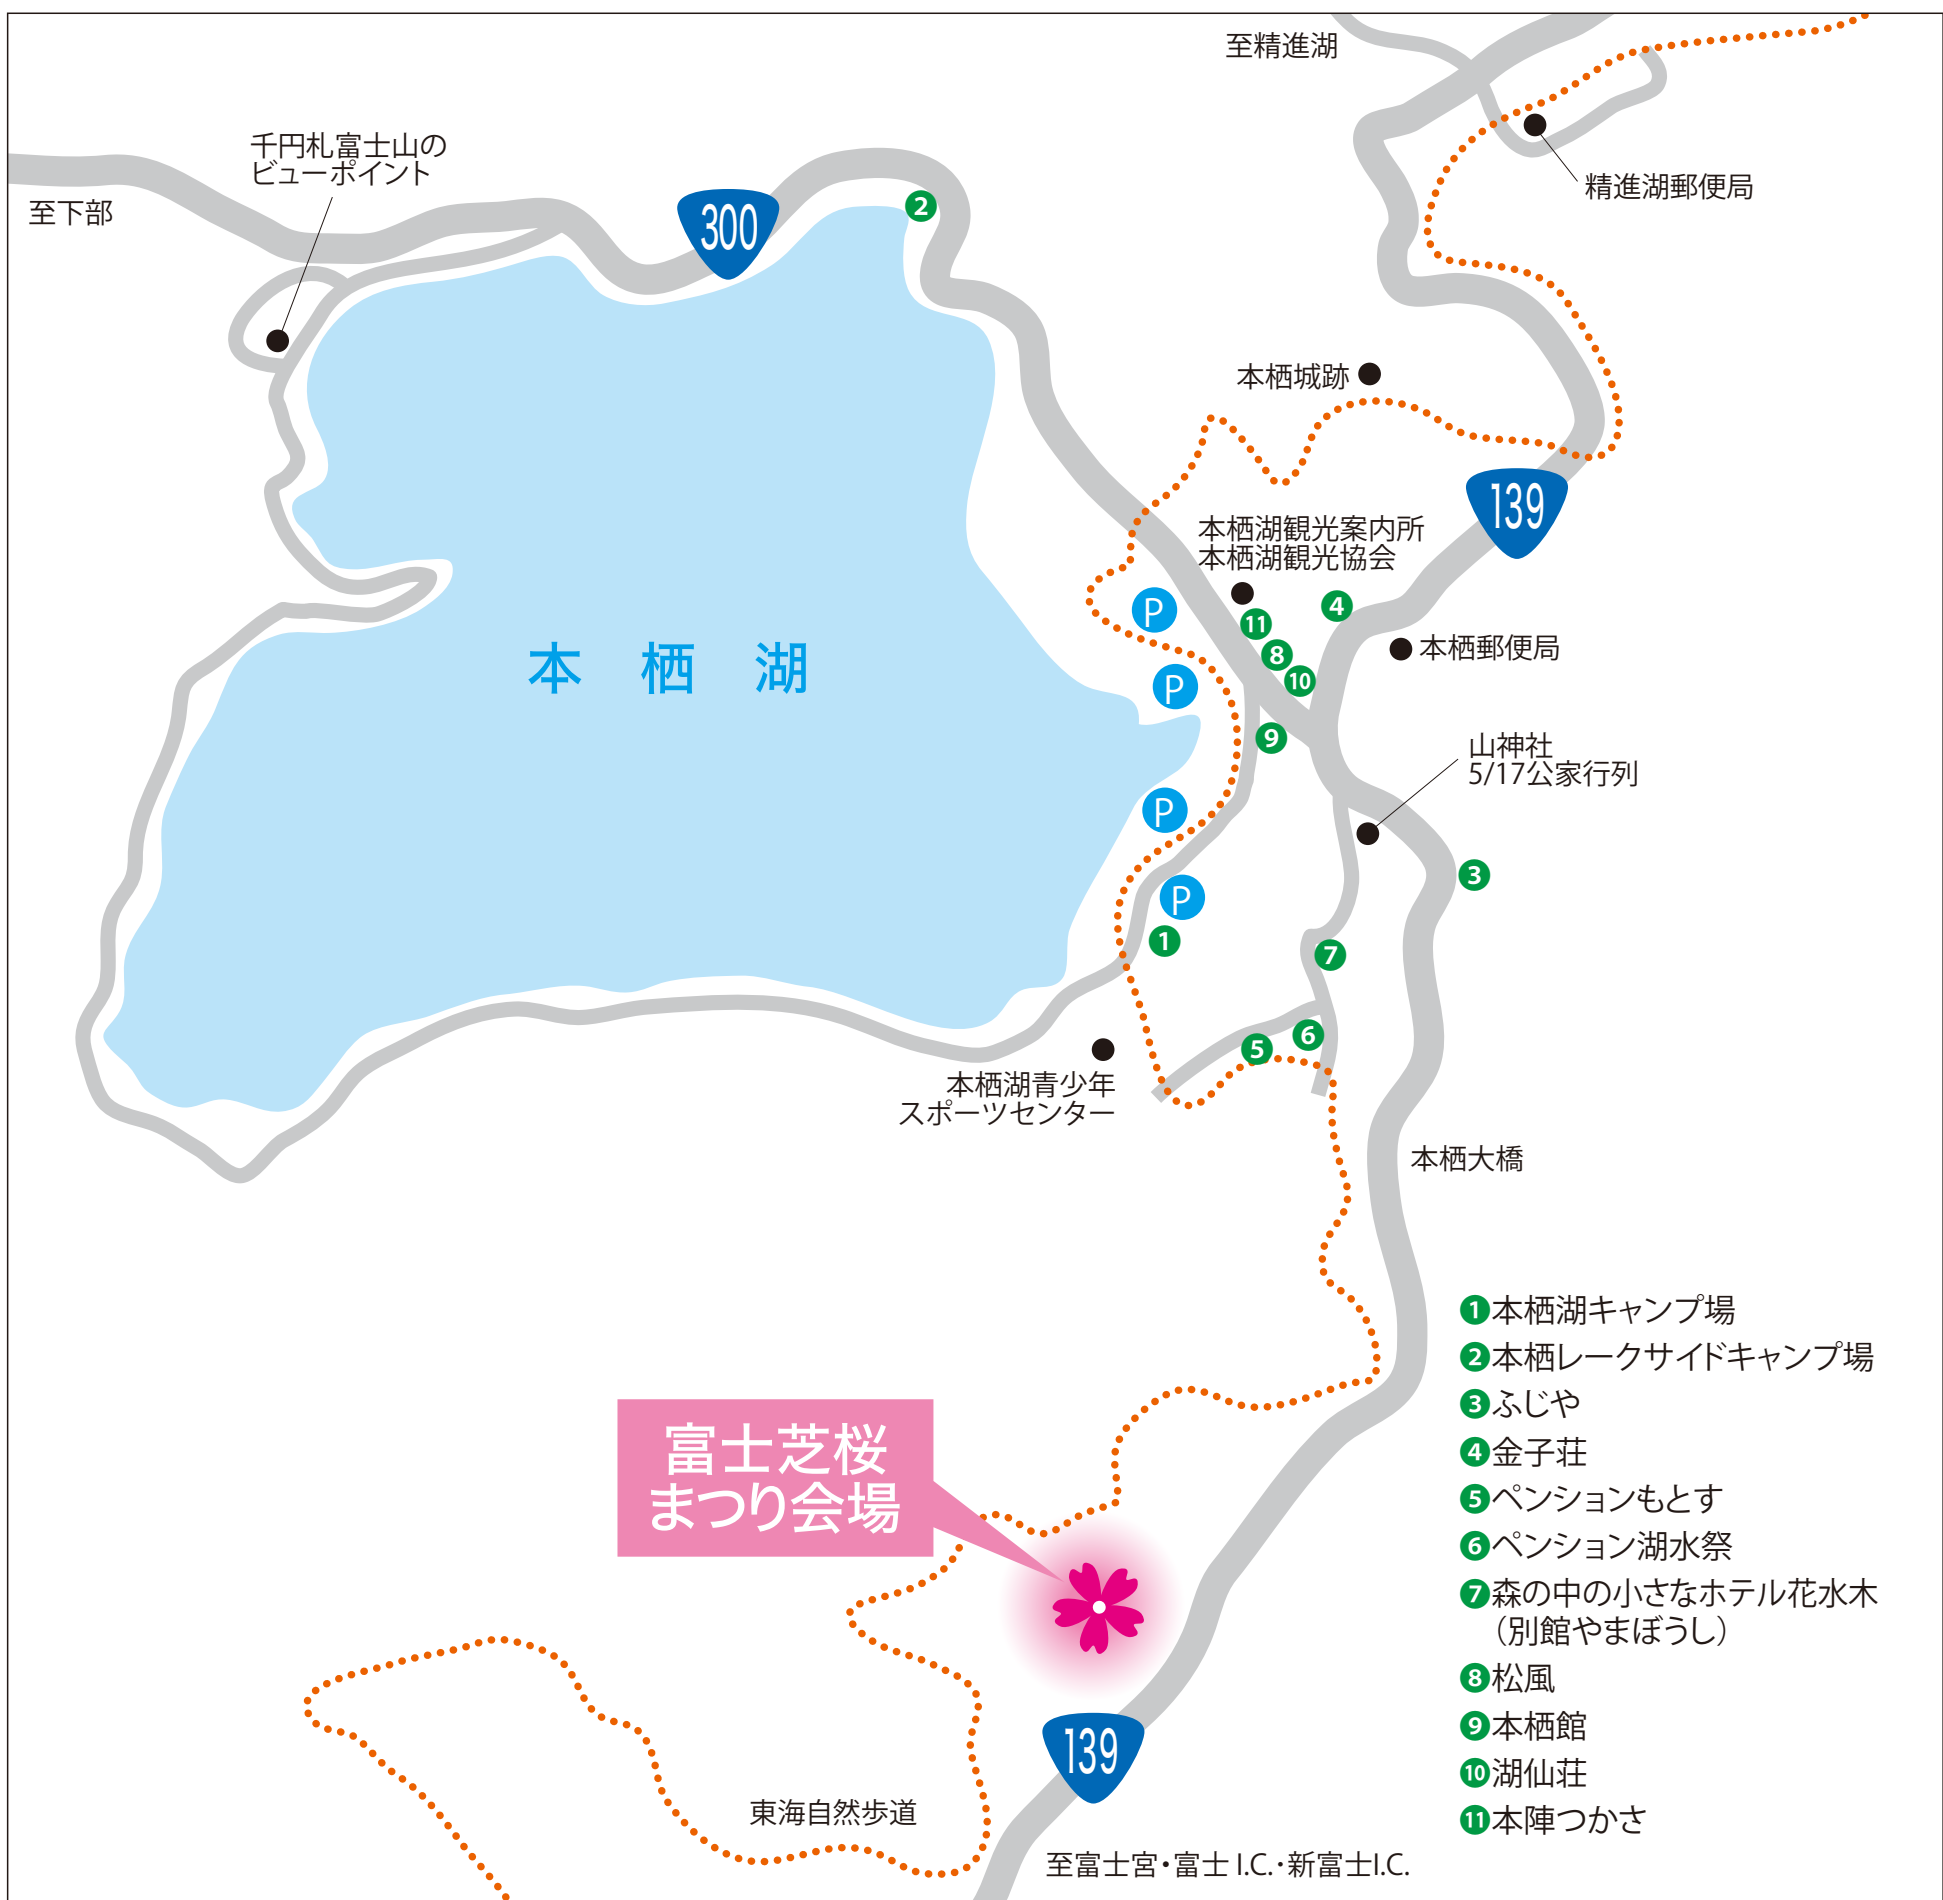 至精進湖
千円札富士山の
ビューポイント
至下部
精進湖郵便局
300
2
本栖城跡
139
本栖湖観光案内所
本栖湖観光協会
4
P
11
本栖郵便局
8
10
P
本 栖 湖
9
山神社
5/17公家行列
P
3
P
1
7
6
5
本栖湖青少年
スポーツセンター
本栖大橋
富士芝桜
まつり会場
139
東海自然歩道
至富士宮・富士 I.C.・新富士I.C.
1本栖湖キャンプ場
2本栖レークサイドキャンプ場
3ふじや
4金子荘
5ペンションもとす
6ペンション湖水祭
7森の中の小さなホテル花水木
（別館やまぼうし）
8松風
9本栖館
10湖仙荘
11本陣つかさ